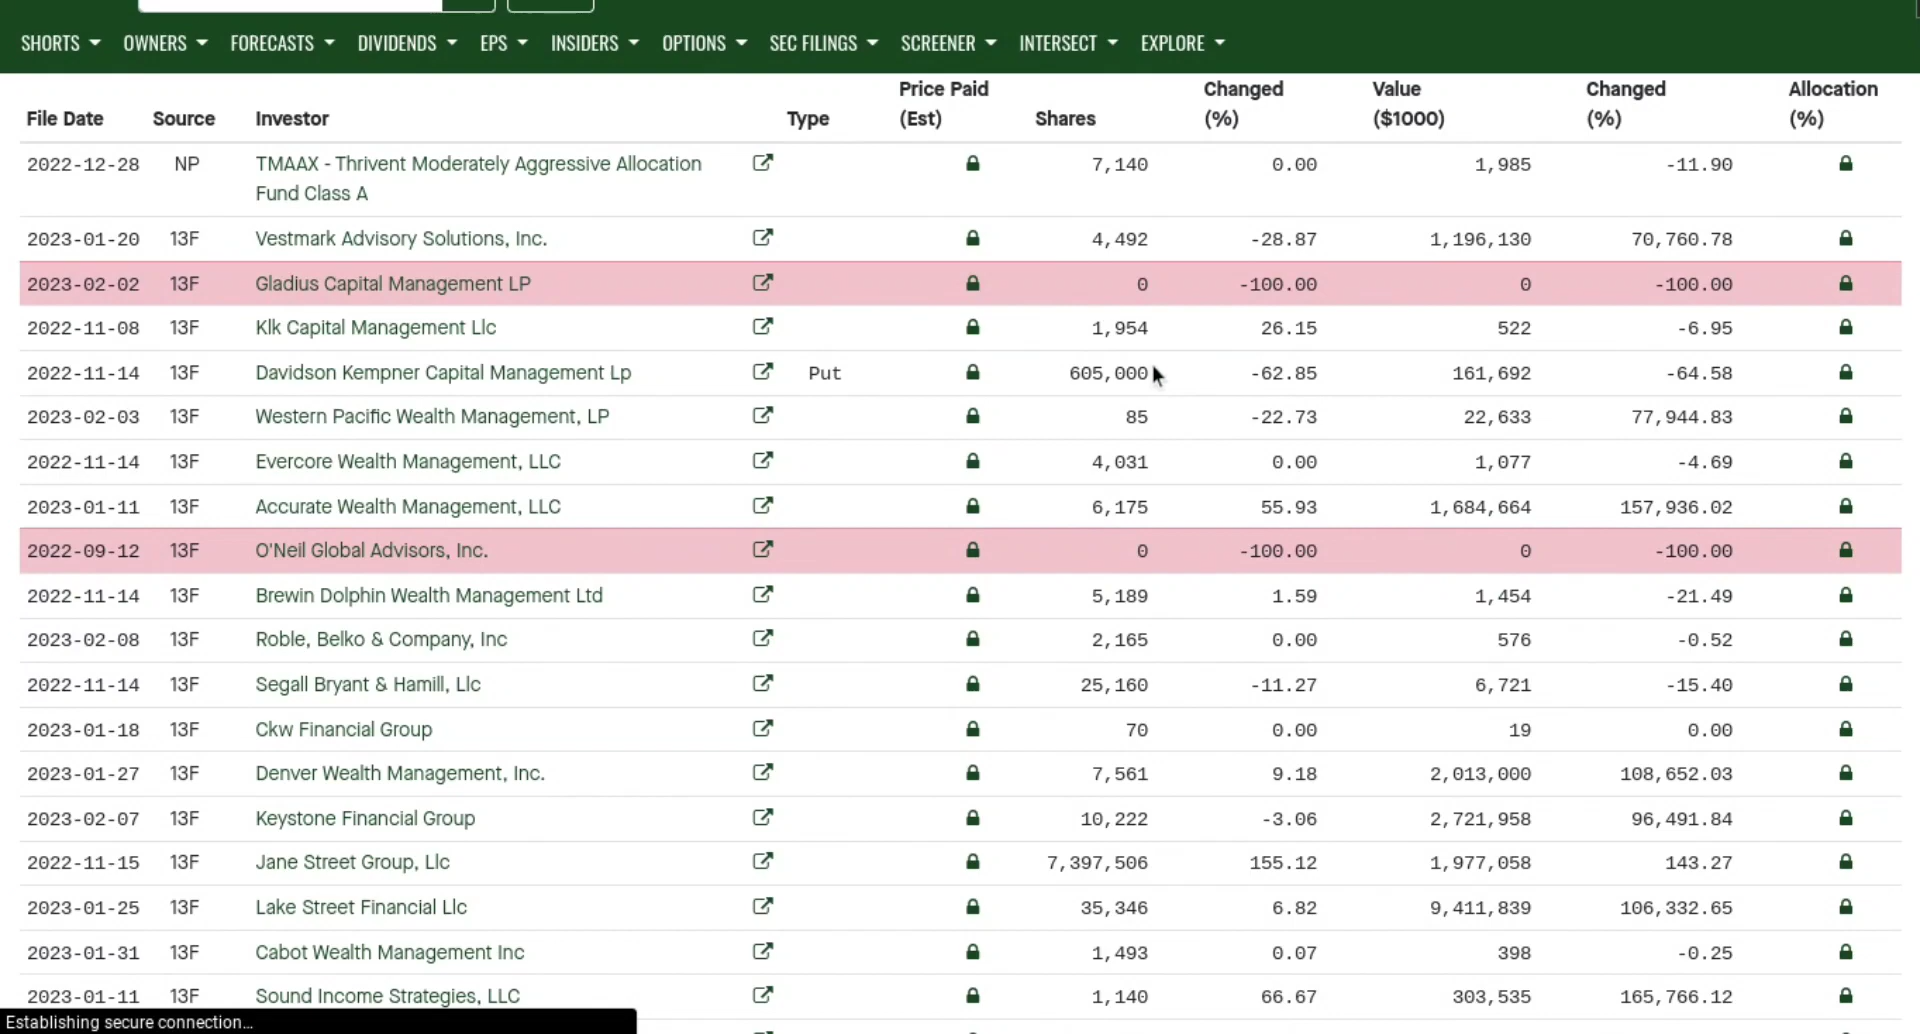 SHORTS OWNERS FORECASTS DIVIDENDS EPS INSIDERS OPTIONS SEC FILINGS SCREENER INTERSECT EXPLORE
File Date Source Investor Type Price Paid (Est) Shares Changed (%) Value ($1000) Changed (%) Allocation (%)
2022-12-28 NP TMAAX - Thrivent Moderately Aggressive Allocation 7,140 0.00 1,985 -11.90
Fund Class A
2023-01-20 13F Vestmark Advisory Solutions, Inc. 4,492 -28.87 1,196,130 70,760.78
2023-02-02 13F Gladius Capital Management LP 0 -100.00 0 -100.00
2022-11-08 13F Klk Capital Management Llc 1,954 26.15 522 -6.95
2022-11-14 13F Davidson Kempner Capital Management Lp Put 605,000 -62.85 161,692 -64.58
2023-02-03 13F Western Pacific Wealth Management, LP 85 -22.73 22,633 77,944.83
2022-11-14 13F Evercore Wealth Management, LLC 4,031 0.00 1,077 -4.69
2023-01-11 13F Accurate Wealth Management, LLC 6,175 55.93 1,684,664 157,936.02
2022-09-12 13F O'Neil Global Advisors, Inc. 0 -100.00 0 -100.00
2022-11-14 13F Brewin Dolphin Wealth Management Ltd 5,189 1.59 1,454 -21.49
2023-02-08 13F Roble, Belko & Company, Inc 2,165 0.00 576 -0.52
2022-11-14 13F Segall Bryant & Hamill, Llc 25,160 -11.27 6,721 -15.40
2023-01-18 13F Ckw Financial Group 70 0.00 19 0.00
2023-01-27 13F Denver Wealth Management, Inc. 7,561 9.18 2,013,000 108,652.03
2023-02-07 13F Keystone Financial Group 10,222 -3.06 2,721,958 96,491.84
2022-11-15 13F Jane Street Group, Llc 7,397,506 155.12 1,977,058 143.27
2023-01-25 13F Lake Street Financial Llc 35,346 6.82 9,411,839 106,332.65
2023-01-31 13F Cabot Wealth Management Inc 1,493 0.07 398 -0.25
2023-01-11 13F Sound Income Strategies, LLC 1,140 66.67 303,535 165,766.12
Establishing secure connection…